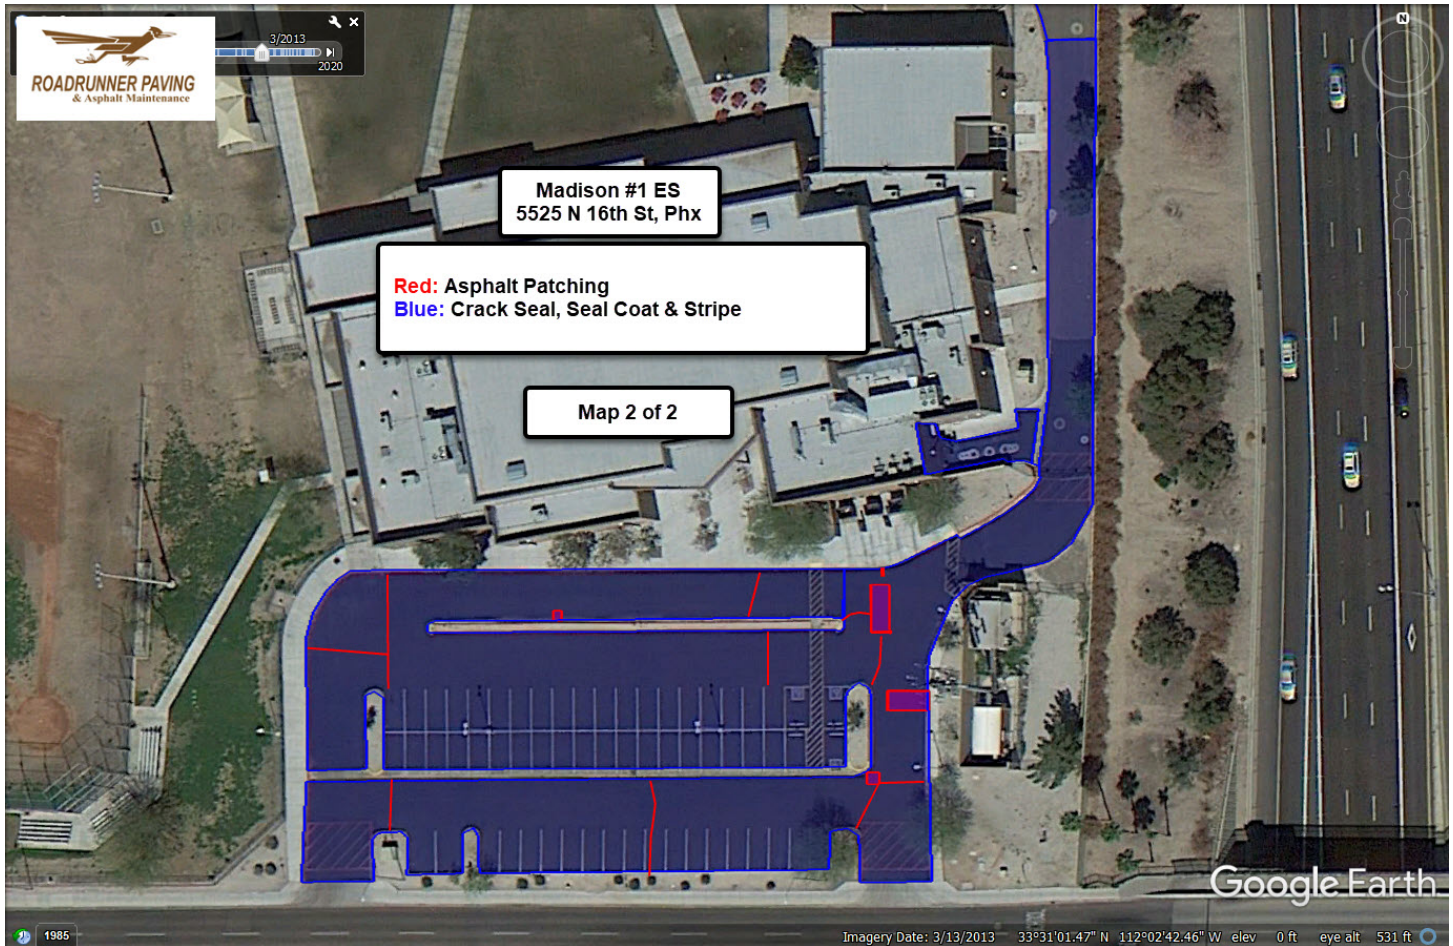 3/2013
2020
ROADRUNNER PAVING
& Asphalt Maintenance
N
Madison #1 ES
5525 N 16th St, Phx
Red: Asphalt Patching
Blue: Crack Seal, Seal Coat & Stripe
Map 2 of 2
Google Earth
1985
Imagery Date: 3/13/2013 33°31'01.47" N 112°02'42.46" W elev 0 ft eye alt 531 ft